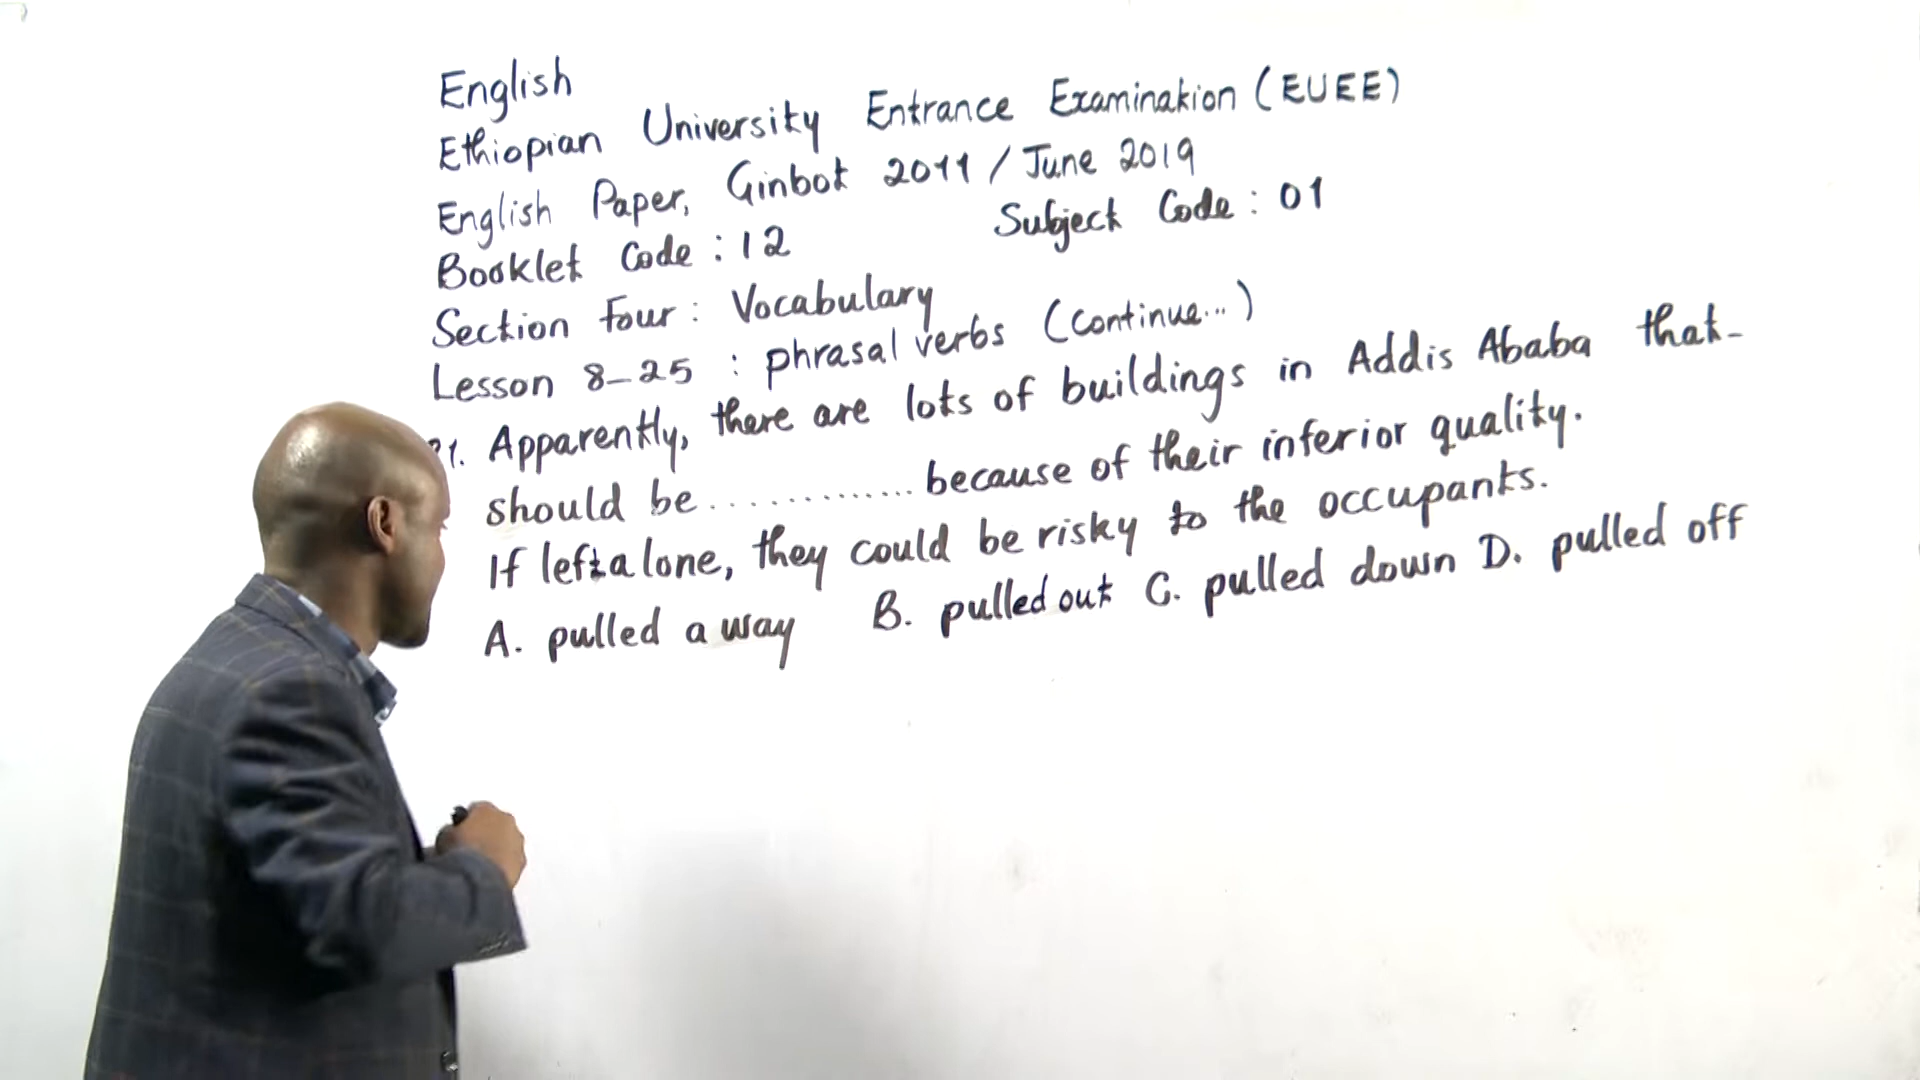 English
Ethiopian University Entrance Examination (EUEE)
English Paper, Ginbot 2011 / June 2019
Booklet Code : 12 Subject Code : 01
Section Four : Vocabulary
Lesson 8-25 : phrasal verbs (Continue...)
1. Apparently, there are lots of buildings in Addis Ababa that-
should be ............. because of their inferior quality.
If left alone, they could be risky to the occupants.
A. pulled away B. pulled out C. pulled down D. pulled off